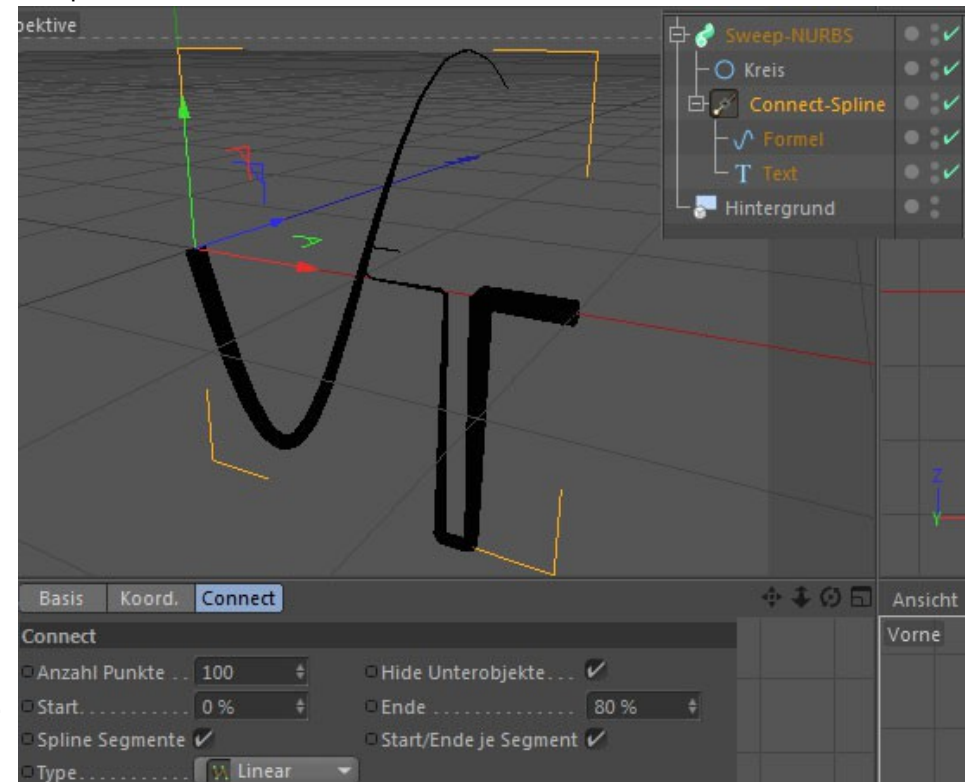 pektive
Sweep-NURBS
Kreis
Connect-Spline
Formel
T Text
Hintergrund
Z
Y
Basis Koord. Connect
Ansicht
Connect
Vorne
Anzahl Punkte . . 100 Hide Unterobjekte. . .
Start. . . . . . . . . . 0 % Ende . . . . . . . . . . . . . 80 %
Spline Segmente Start/Ende je Segment
Type. . . . . . . . . . Linear